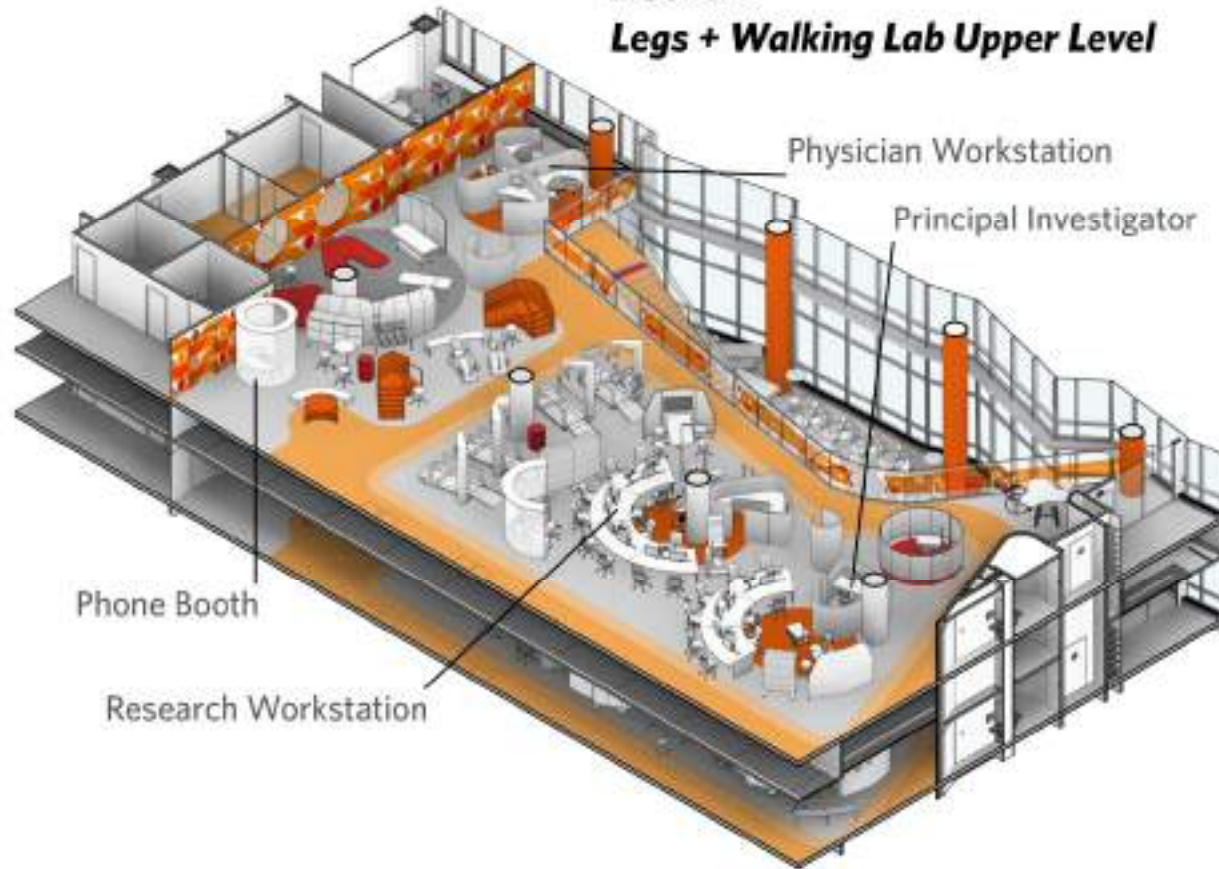 Legs + Walking Lab Upper Level
Physician Workstation
Principal Investigator
Phone Booth
Research Workstation